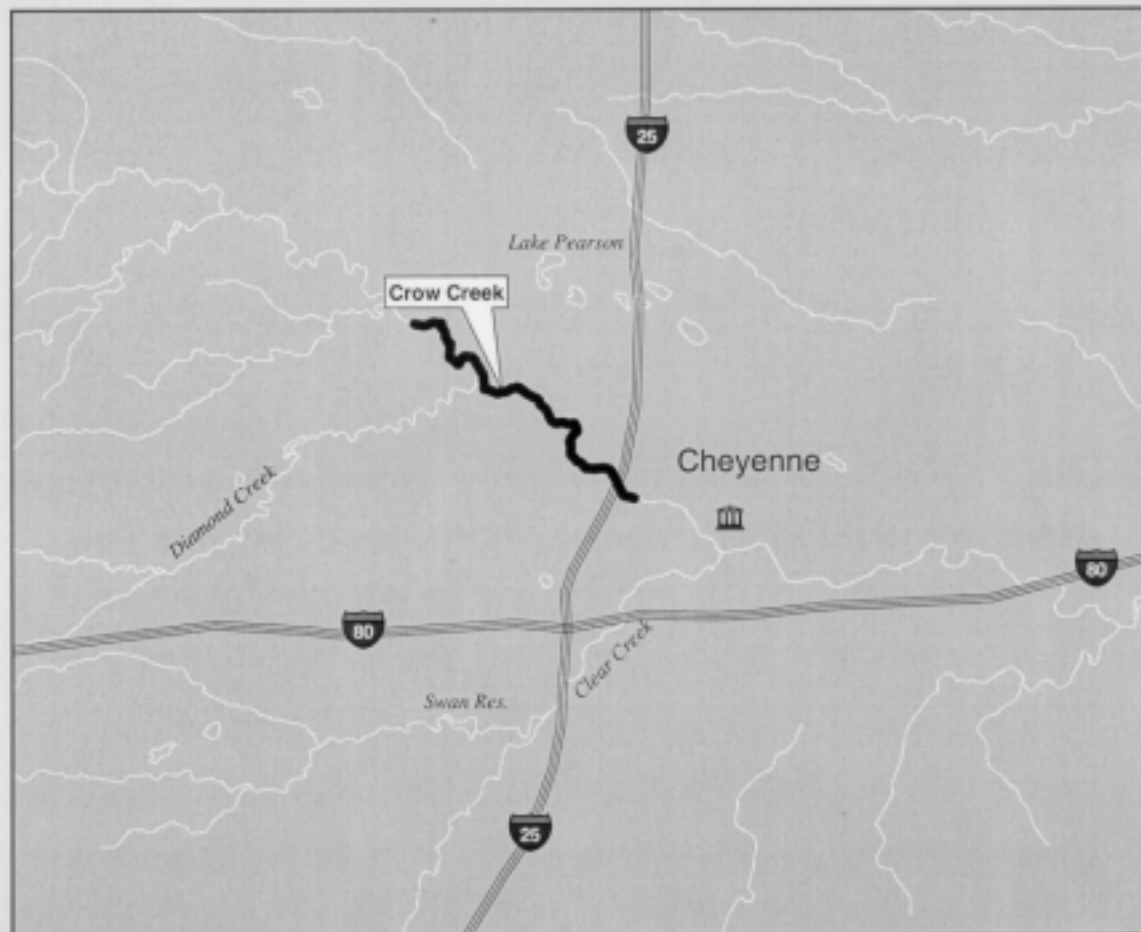 25
Lake Pearson
Crow Creek
Cheyenne
Diamond Creek
80
80
Clear Creek
Swan Res.
25